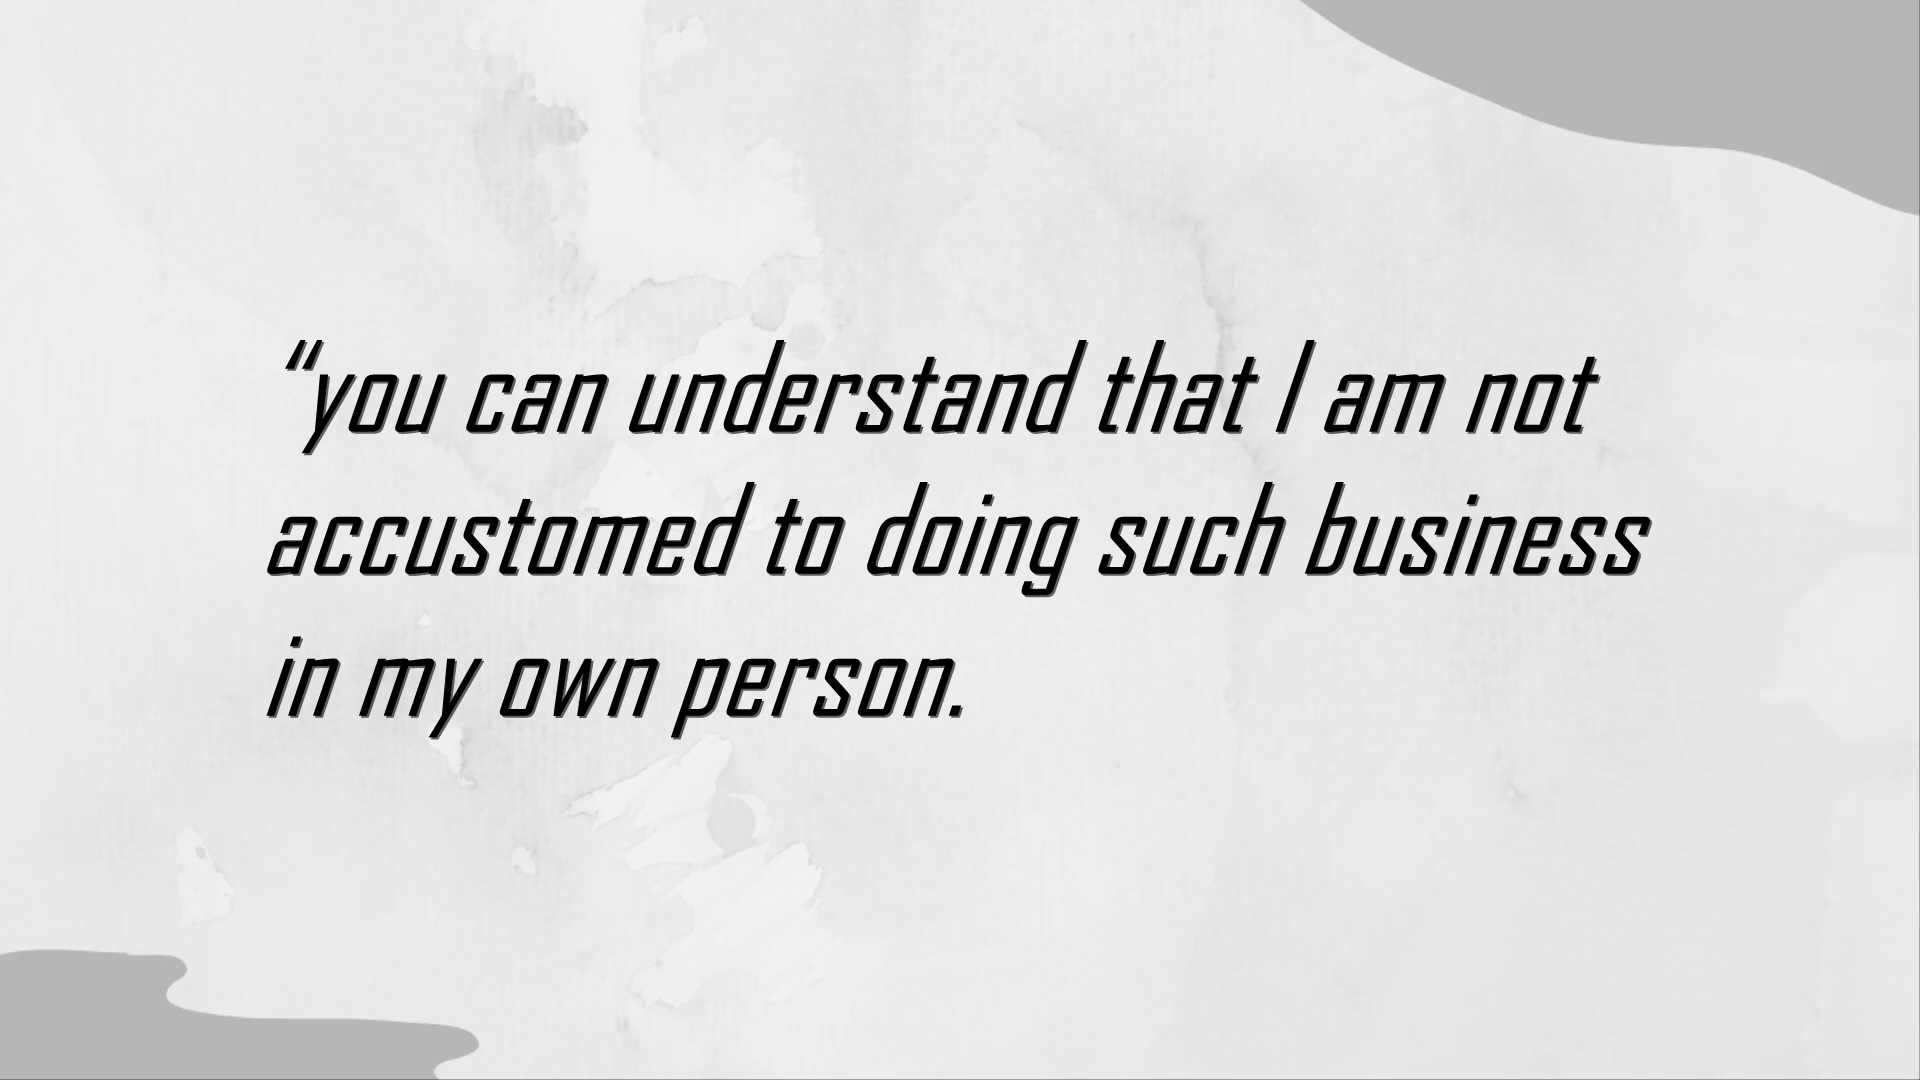 “you can understand that I am not
accustomed to doing such business
in my own person.